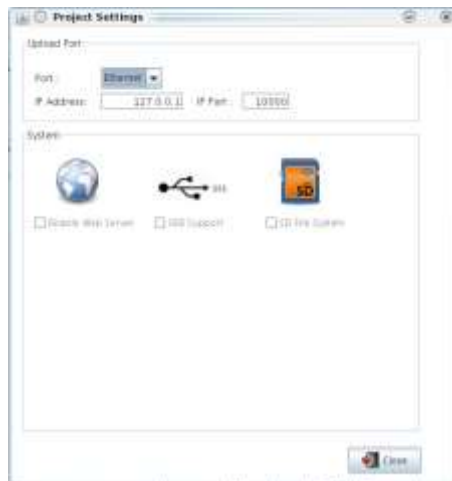 Project Settings
Upload Port
Port: Ethernet
IP Address: 127.0.0.1 IP Port: 10000
System
SD
Enable Web Server USB Support SD File System
Close